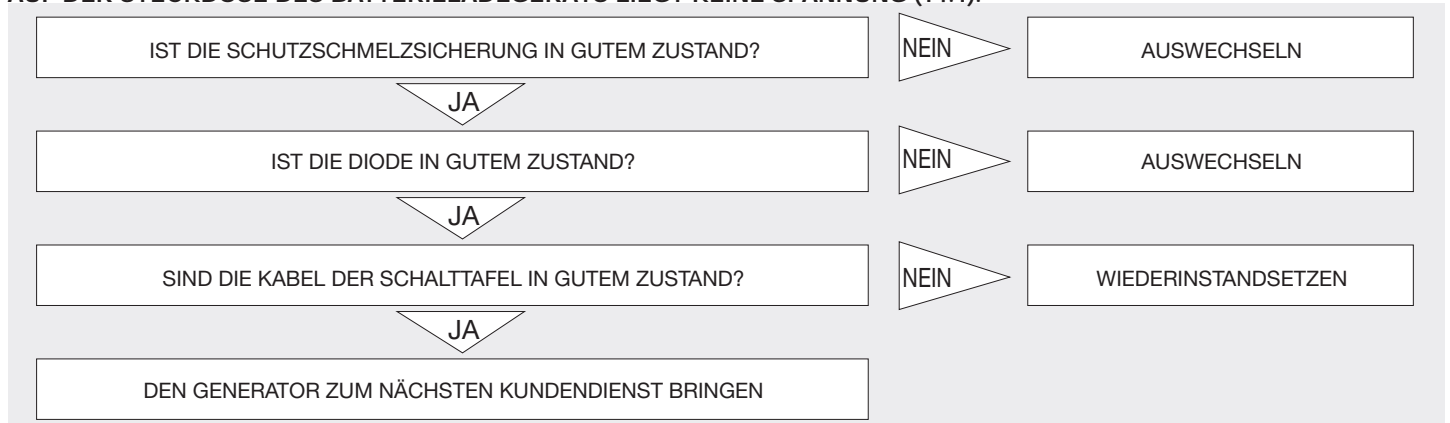 IST DIE SCHUTZSCHMELZSICHERUNG IN GUTEM ZUSTAND? NEIN AUSWECHSELN
JA
IST DIE DIODE IN GUTEM ZUSTAND? NEIN AUSWECHSELN
JA
SIND DIE KABEL DER SCHALTTAFEL IN GUTEM ZUSTAND? NEIN WIEDERINSTANDSETZEN
JA
DEN GENERATOR ZUM NÄCHSTEN KUNDENDIENST BRINGEN